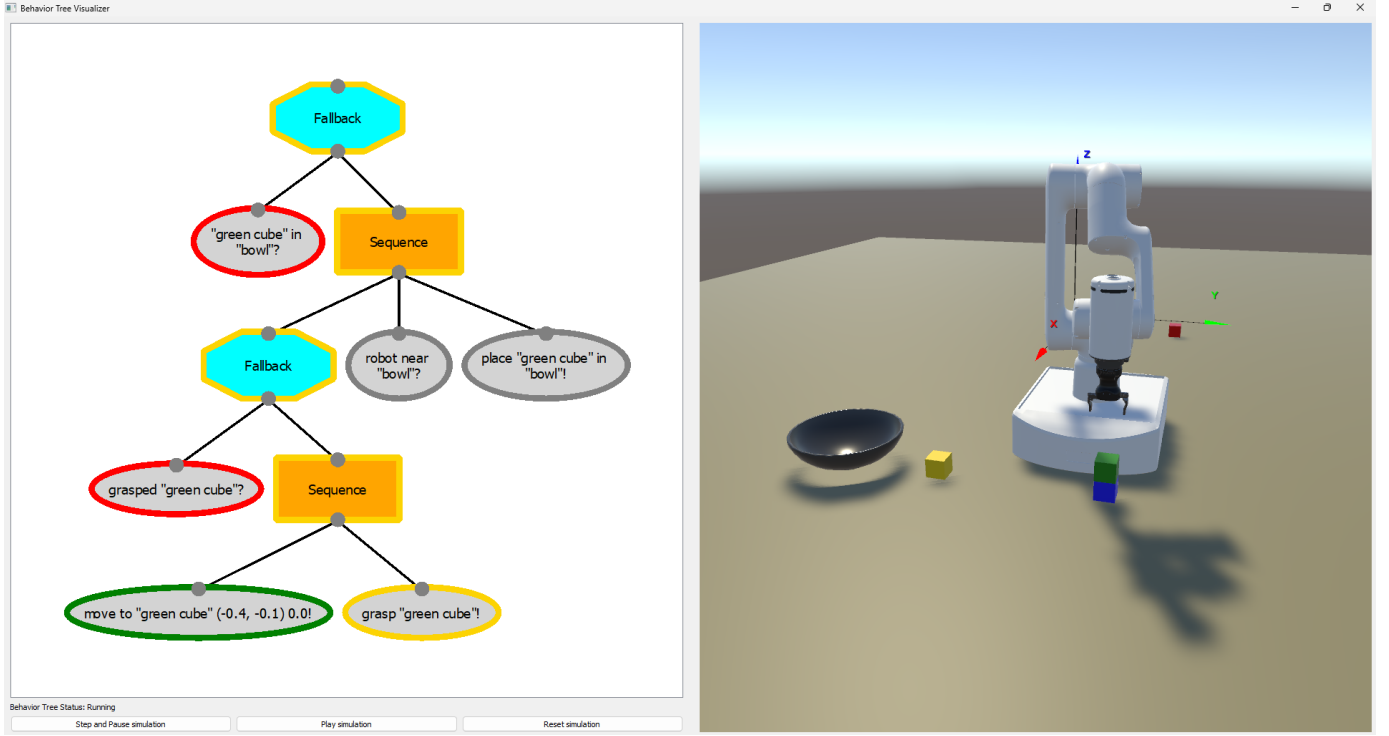 Behavior Tree Visualizer
Fallback
"green cube" in
"bowl"?
Sequence
Fallback
robot near
"bowl"?
place "green cube" in
"bowl"!
grasped "green cube"?
Sequence
move to "green cube" (-0.4, -0.1) 0.0!
grasp "green cube"!
Behavior Tree Status: Running
Step and Pause simulation
Play simulation
Reset simulation
Z
Y
X